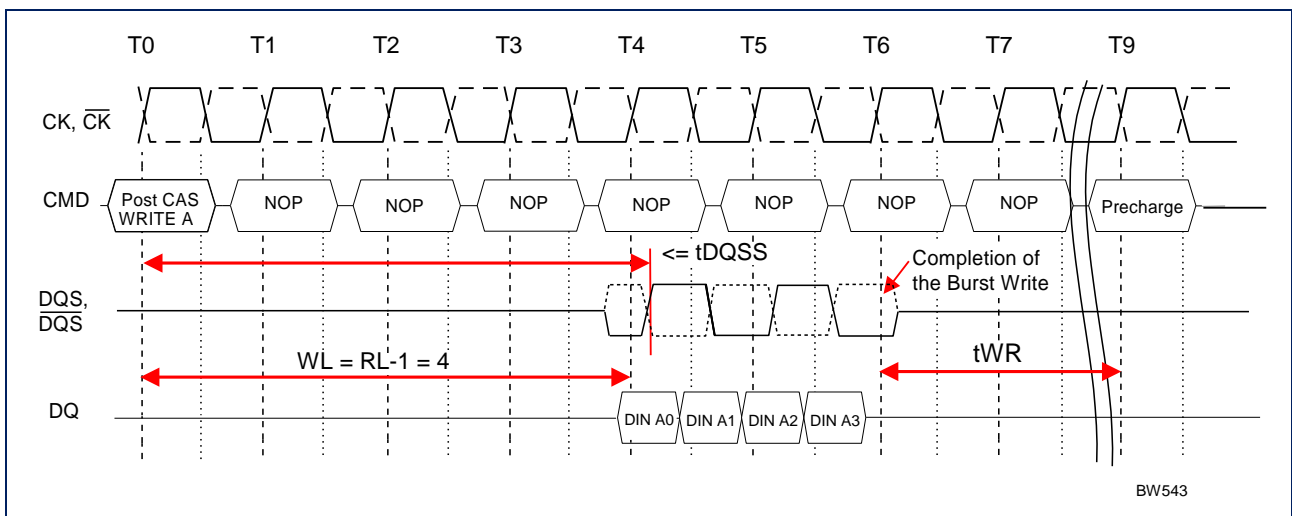 T0 T1 T2 T3 T4 T5 T6 T7 T9
CK, C̅K̅
CMD
Post CAS
WRITE A
NOP NOP NOP NOP NOP NOP NOP Precharge
<= tDQSS
Completion of
the Burst Write
DQS,
D̅Q̅S̅
WL = RL-1 = 4
tWR
DQ
DIN A0 DIN A1 DIN A2 DIN A3
BW543